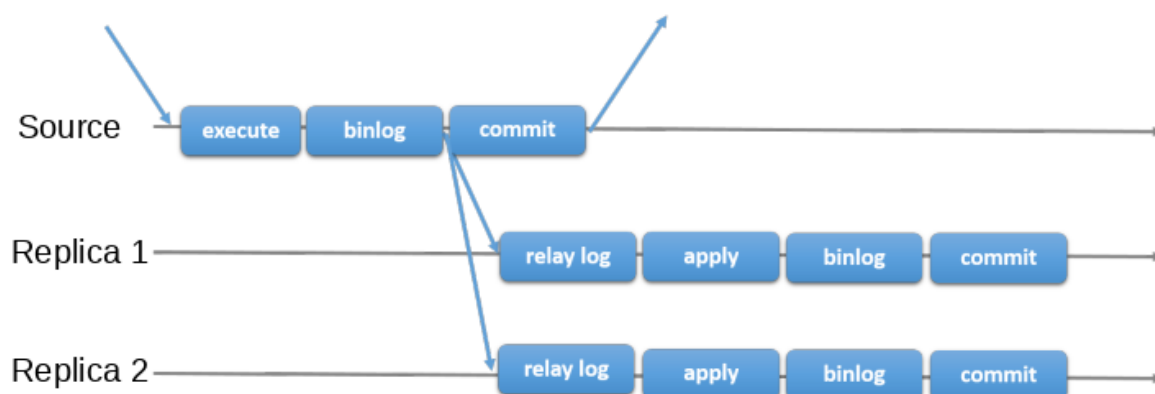 Source execute binlog commit
Replica 1 relay log apply binlog commit
Replica 2 relay log apply binlog commit